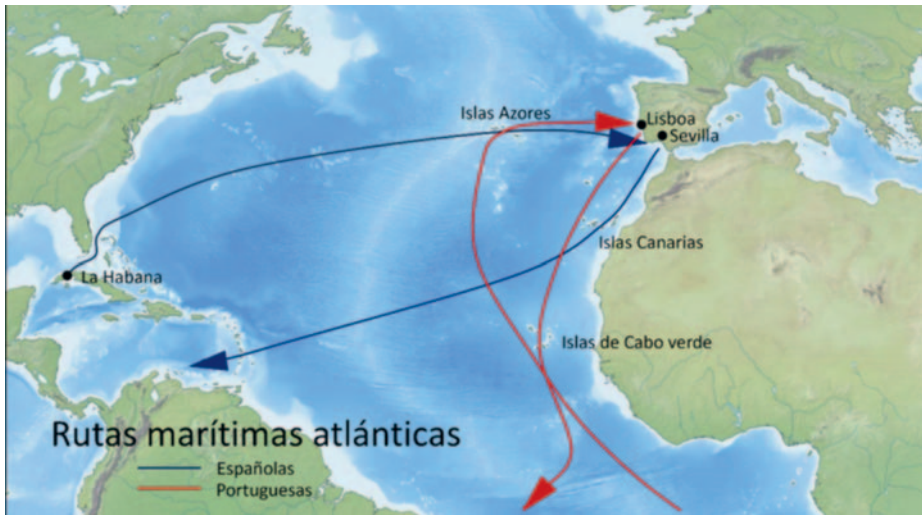 Islas Azores
Lisboa
Sevilla
Islas Canarias
La Habana
Islas de Cabo verde
Rutas marítimas atlánticas
Españolas
Portuguesas